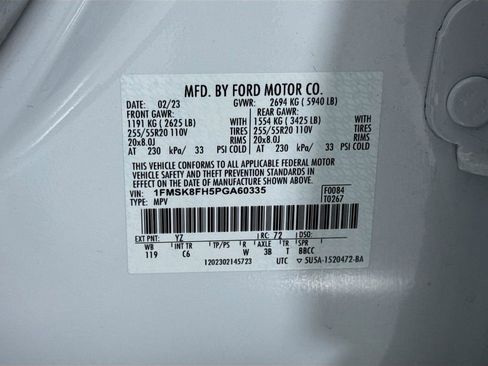 MFD. BY FORD MOTOR CO.
DATE: 02/23 GVWR: 2694 KG ( 5940 LB)
FRONT GAWR: REAR GAWR:
1191 KG ( 2625 LB) WITH 1554 KG ( 3425 LB) WITH
255/55R20 110V TIRES 255/55R20 110V TIRES
20x8.0J RIMS 20x8.0J RIMS
AT 230 kPa/ 33 PSI COLD AT 230 kPa/ 33 PSI COLD
THIS VEHICLE CONFORMS TO ALL APPLICABLE FEDERAL MOTOR
VEHICLE SAFETY AND THEFT PREVENTION STANDARDS IN
EFFECT ON THE DATE OF MANUFACTURE SHOWN ABOVE.
VIN: 1FMSK8FH5PGA60335 F0084
TYPE: MPV T0267
EXT PNT: YZ RC: 72 DSO:
WB INT TR TP/PS R AXLE TR SPR
119 C6 W 3B T BBCC
1202302145723 UTC ▽ 5U5A-1520472-BA